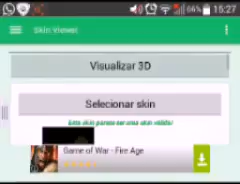 66% 15:27
Skin Viewer
Visualizar 3D
Selecionar skin
Esta skin parece ser uma skin válida!
Game of War - Fire Age